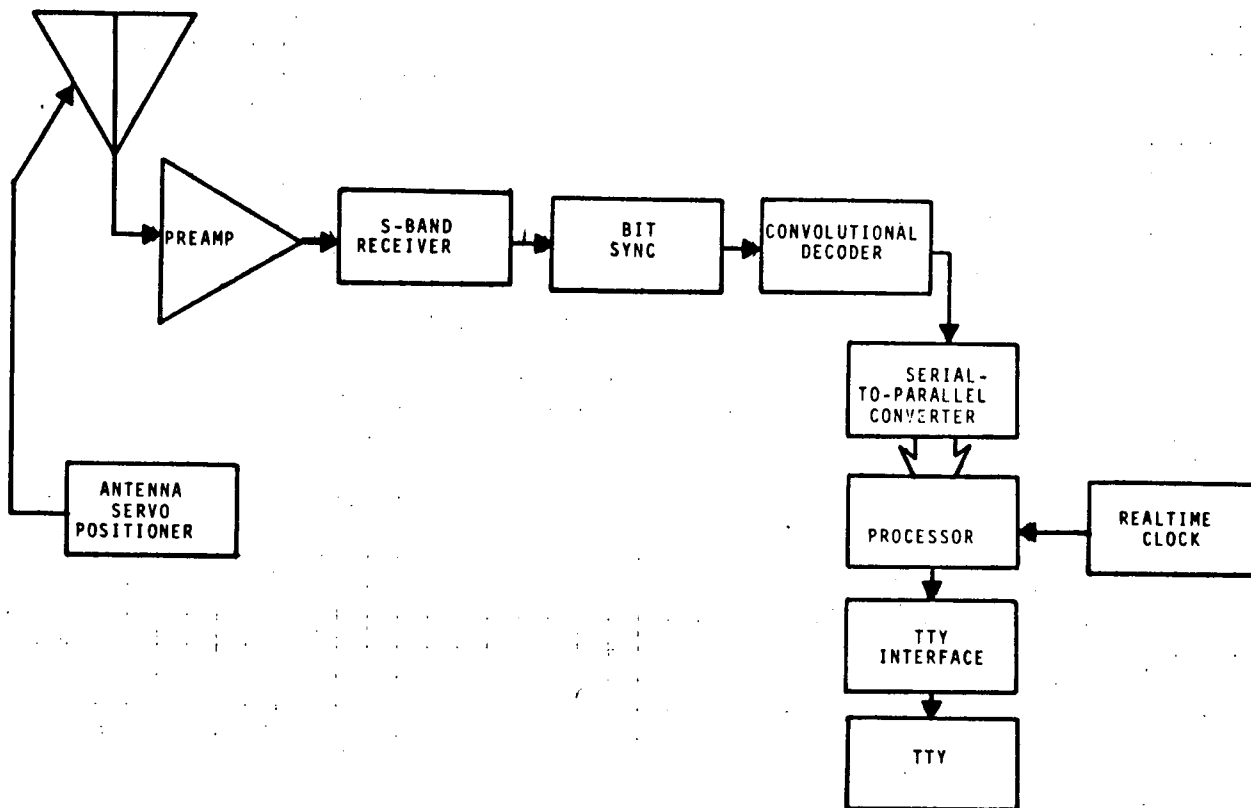 PREAMP
S-BAND
RECEIVER
BIT
SYNC
CONVOLUTIONAL
DECODER
SERIAL-
TO-PARALLEL
CONVERTER
ANTENNA
SERVO
POSITIONER
PROCESSOR
REALTIME
CLOCK
TTY
INTERFACE
TTY